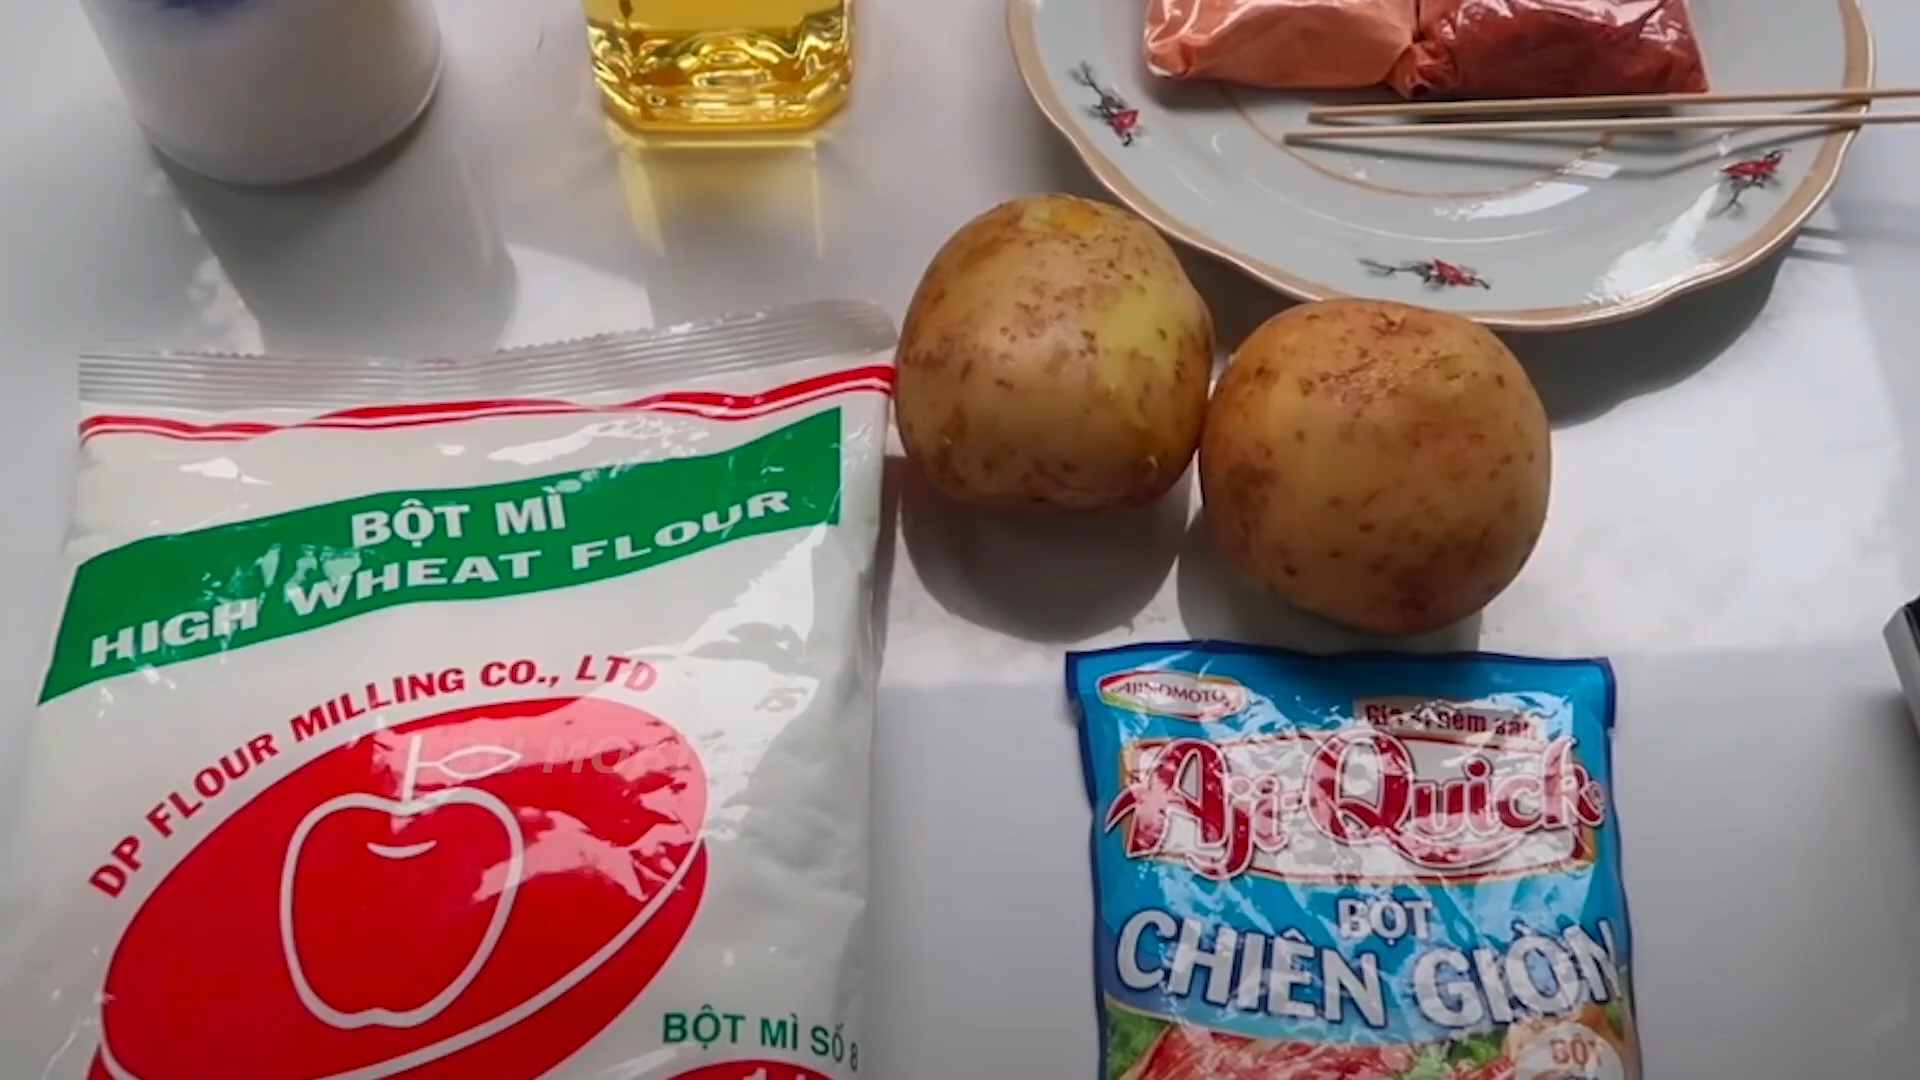 BỘT MÌ
HIGH WHEAT FLOUR
DP FLOUR MILLING CO., LTD
BỘT MÌ SỐ 8
AJINOMOTO
Aji-Quick
BỘT
CHIÊN GIÒN
BỘT